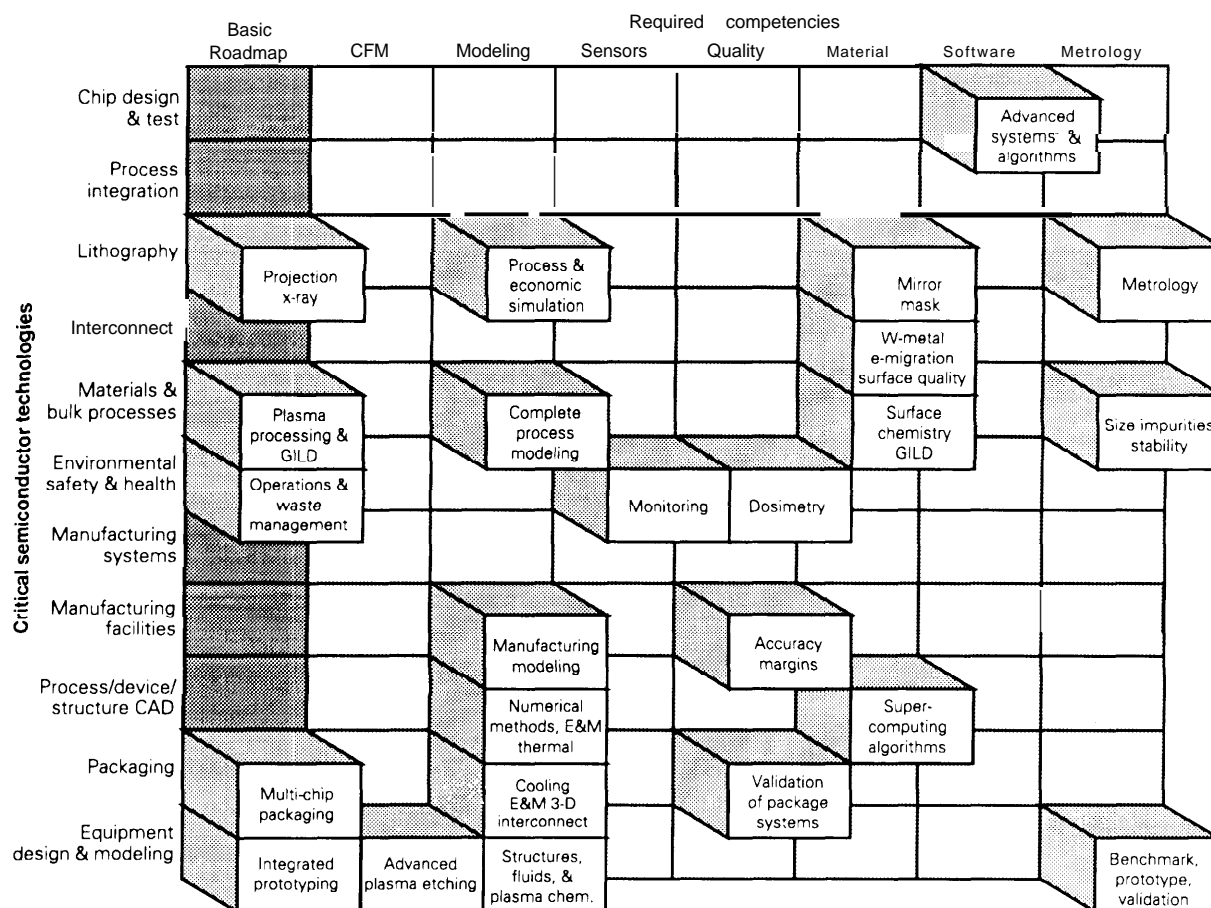 Required competencies
Basic
Roadmap
CFM
Modeling
Sensors
Quality
Material
Software
Metrology
Critical semiconductor technologies
Chip design
& test
Advanced
systems & 
algorithms
Process
integration
Lithography
Projection
x-ray
Process &
economic
simulation
Mirror
mask
Metrology
Interconnect
W-metal
e-migration
surface quality
Materials &
bulk processes
Plasma
processing &
GILD
Complete
process
modeling
Surface
chemistry
GILD
Size impurities
stability
Environmental
safety & health
Operations &
waste
management
Monitoring
Dosimetry
Manufacturing
systems
Manufacturing
facilities
Manufacturing
modeling
Accuracy
margins
Process/device/
structure CAD
Numerical
methods, E&M
thermal
Super-
computing
algorithms
Packaging
Multi-chip
packaging
Cooling
E&M 3-D
interconnect
Validation
of package
systems
Equipment
design & modeling
Integrated
prototyping
Advanced
plasma etching
Structures,
fluids, &
plasma chem.
Benchmark,
prototype,
validation